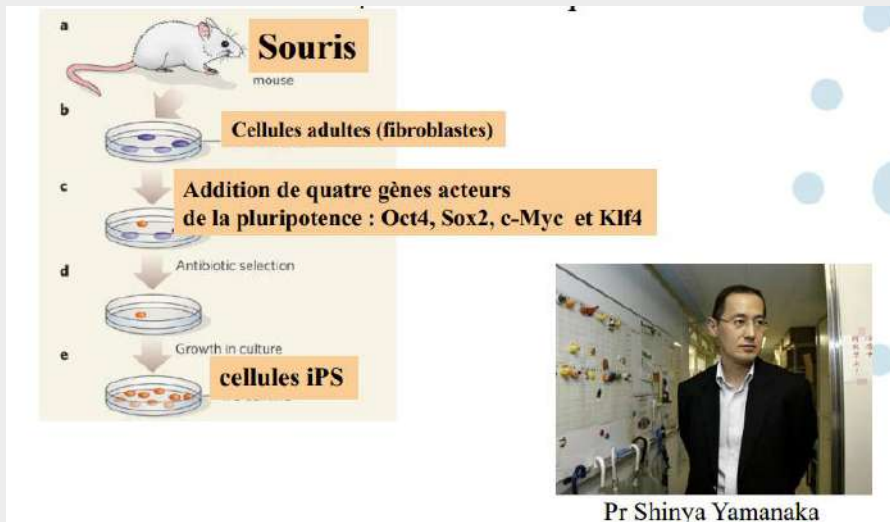 a
Souris
mouse
b
Cellules adultes (fibroblastes)
c
Addition de quatre gènes acteurs
de la pluripotence : Oct4, Sox2, c-Myc et Klf4
d
Antibiotic selection
e
Growth in culture
cellules iPS
Pr Shinya Yamanaka